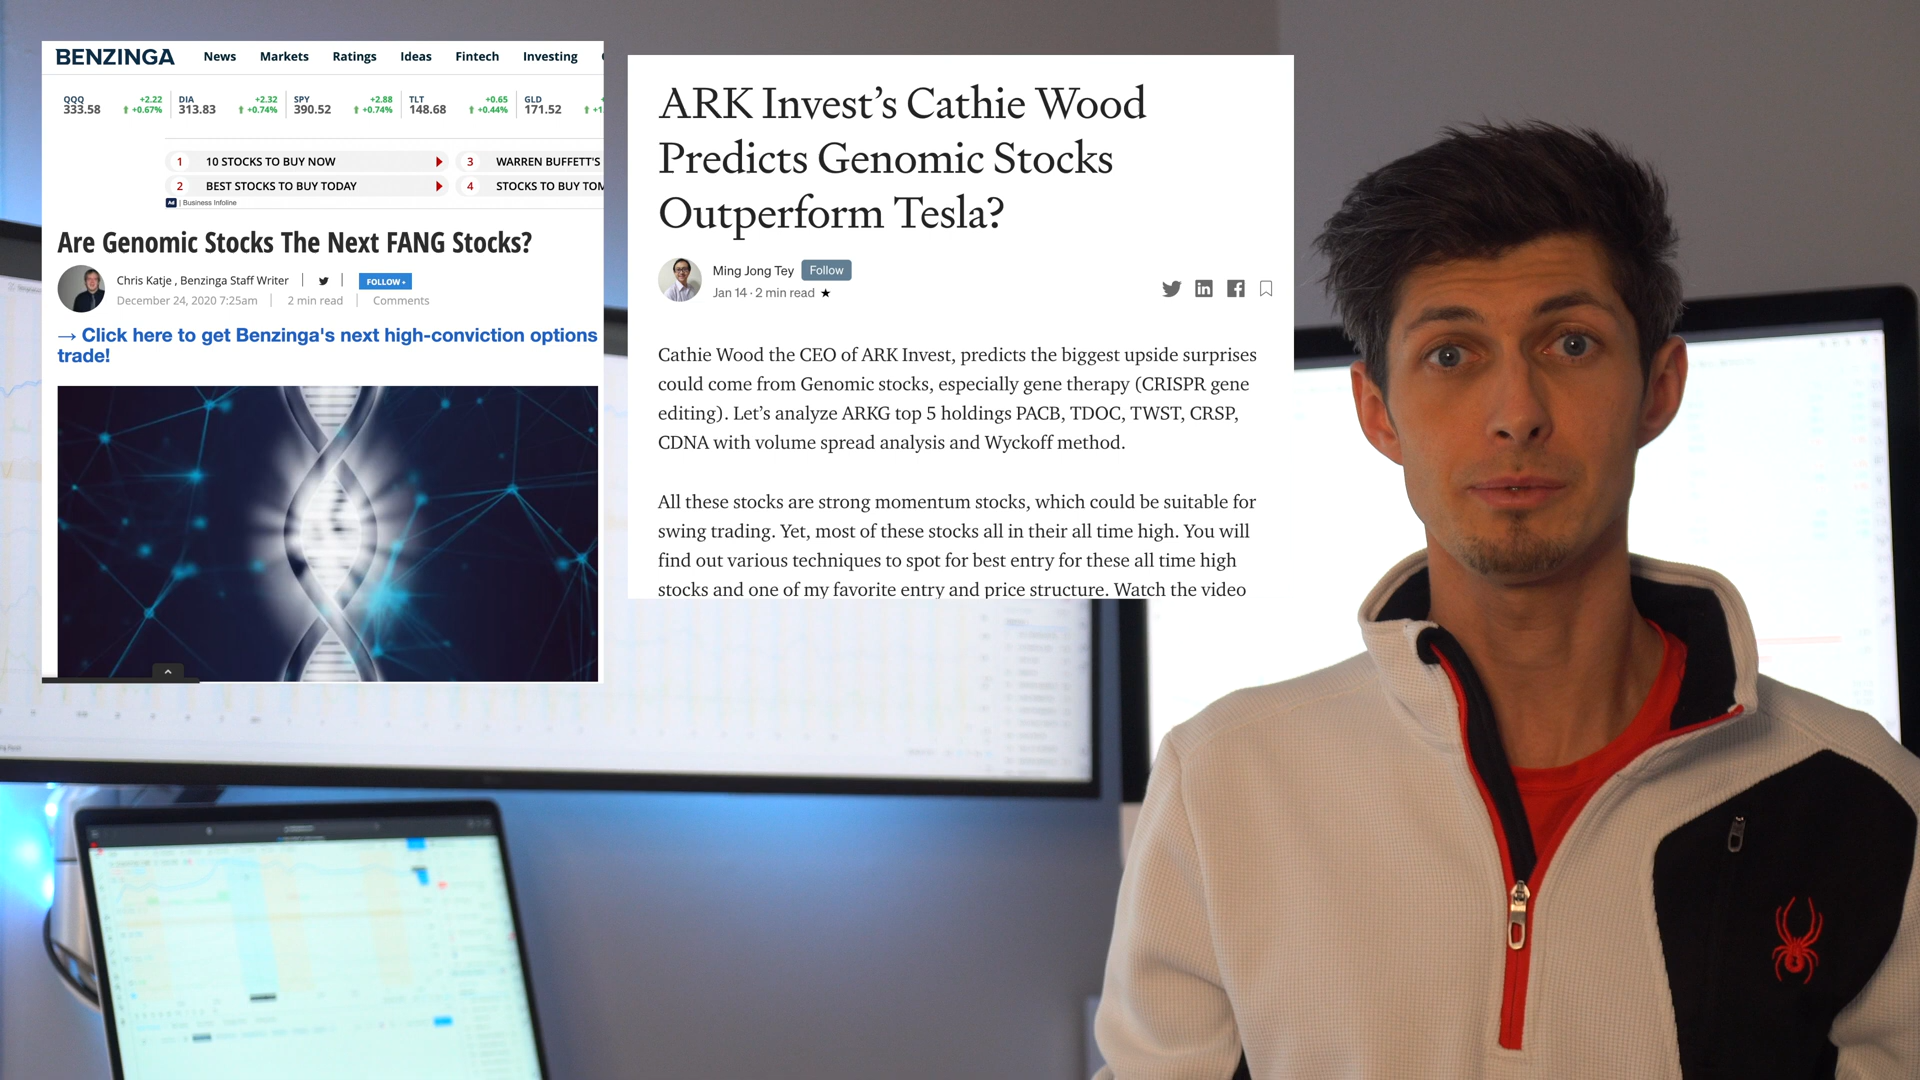 BENZINGA
News Markets Ratings Ideas Fintech Investing
QQQ +2.22 DIA +2.32 SPY +2.88 TLT +0.65 GLD
333.58 +0.67% 313.83 +0.74% 390.52 +0.74% 148.68 +0.44% 171.52 +1
1 10 STOCKS TO BUY NOW 3 WARREN BUFFETT'S
2 BEST STOCKS TO BUY TODAY 4 STOCKS TO BUY TOM
Ad | Business Infoline
Are Genomic Stocks The Next FANG Stocks?
Chris Katje , Benzinga Staff Writer FOLLOW +
December 24, 2020 7:25am 2 min read Comments
→ Click here to get Benzinga's next high-conviction options
trade!
ARK Invest’s Cathie Wood
Predicts Genomic Stocks
Outperform Tesla?
Ming Jong Tey Follow
Jan 14 · 2 min read ★
Cathie Wood the CEO of ARK Invest, predicts the biggest upside surprises
could come from Genomic stocks, especially gene therapy (CRISPR gene
editing). Let’s analyze ARKG top 5 holdings PACB, TDOC, TWST, CRSP,
CDNA with volume spread analysis and Wyckoff method.
All these stocks are strong momentum stocks, which could be suitable for
swing trading. Yet, most of these stocks all in their all time high. You will
find out various techniques to spot for best entry for these all time high
stocks and one of my favorite entry and price structure. Watch the video